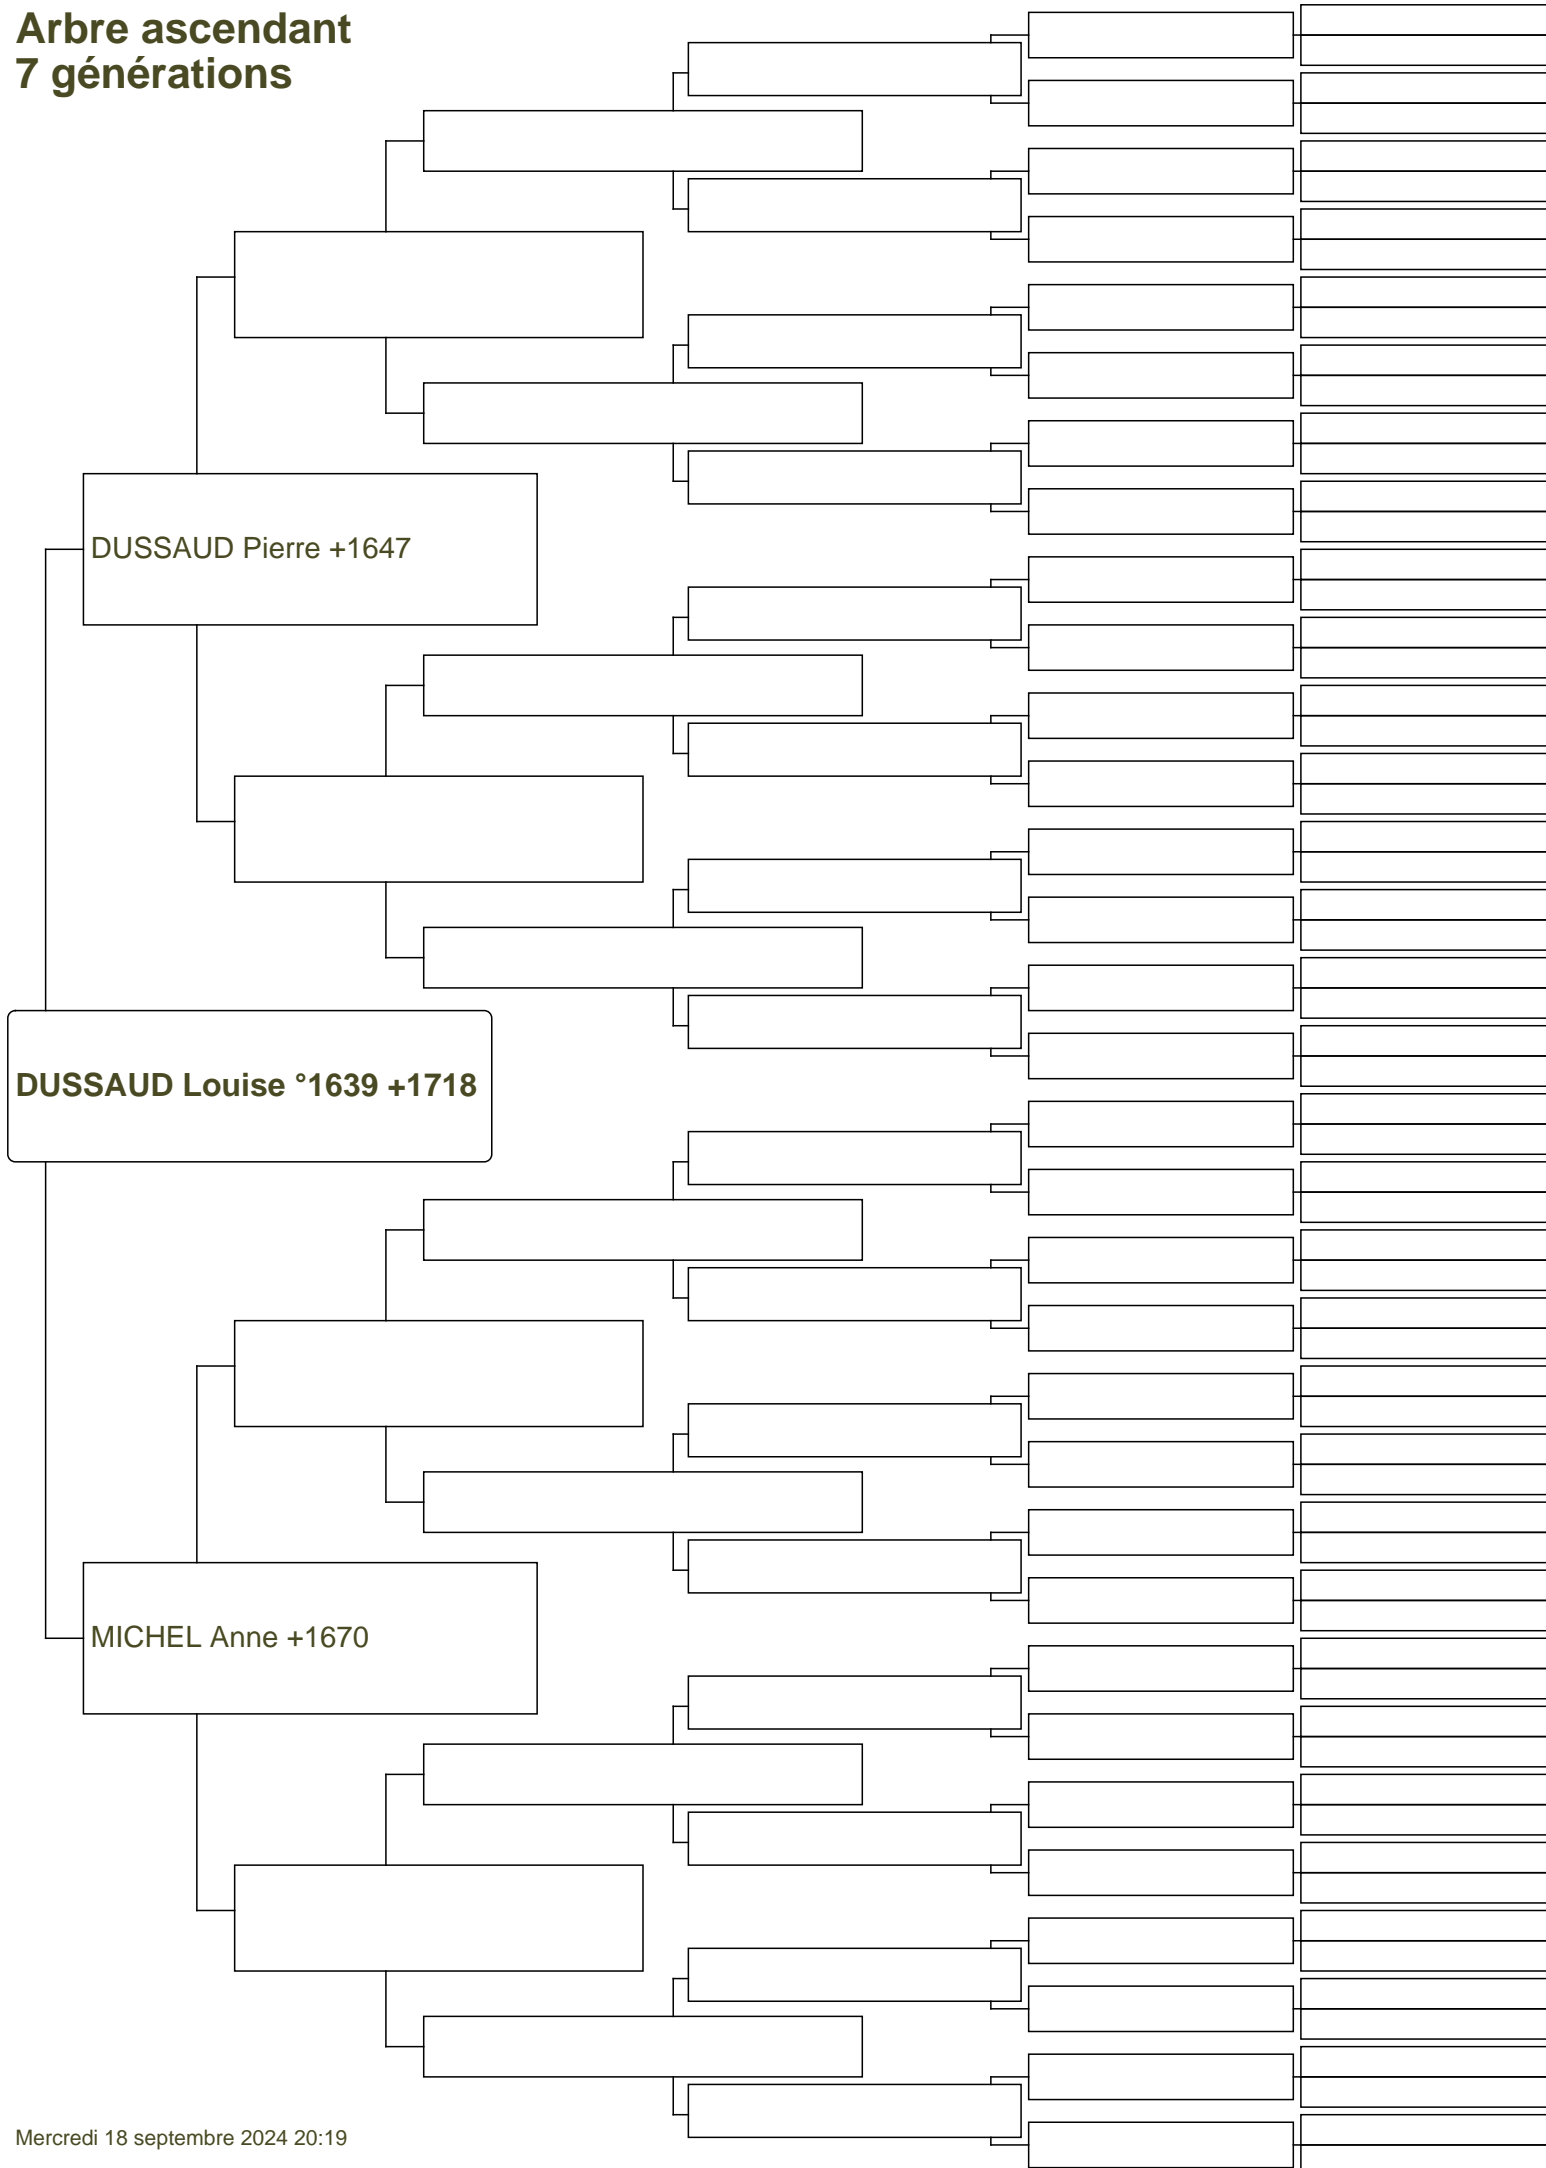 Arbre ascendant
7 générations
DUSSAUD Pierre +1647
DUSSAUD Louise °1639 +1718
MICHEL Anne +1670
Mercredi 18 septembre 2024 20:19